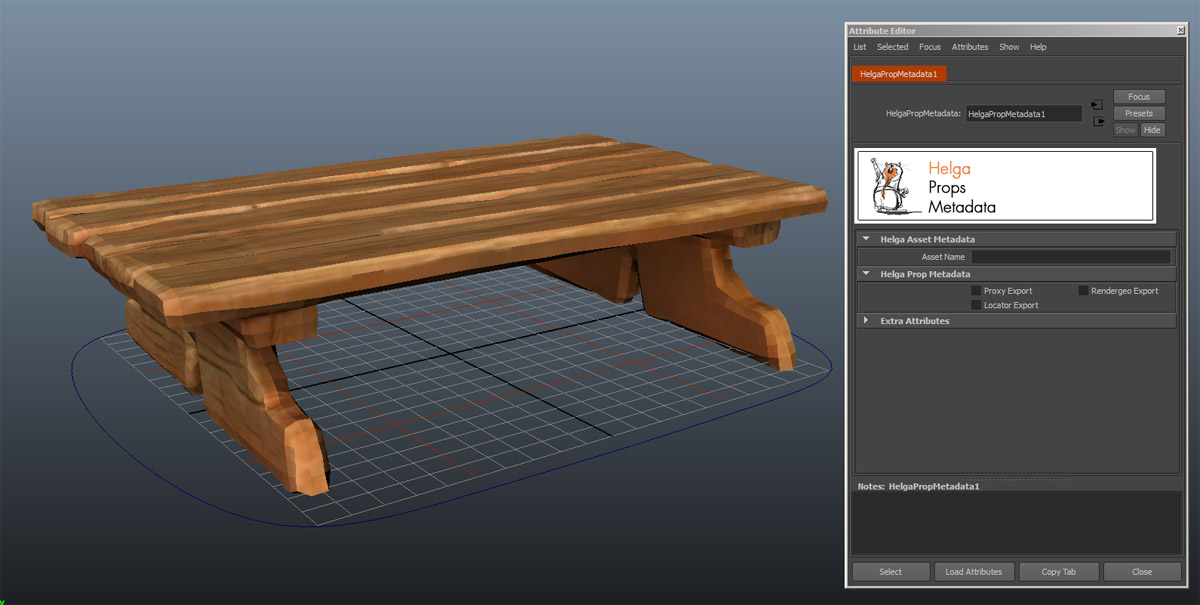 Attribute Editor
List Selected Focus Attributes Show Help
HelgaPropMetadata1
HelgaPropMetadata: HelgaPropMetadata1
Focus
Presets
Show Hide
Helga
Props
Metadata
Helga Asset Metadata
Asset Name
Helga Prop Metadata
Proxy Export Rendergeo Export
Locator Export
Extra Attributes
Notes: HelgaPropMetadata1
Select Load Attributes Copy Tab Close
y